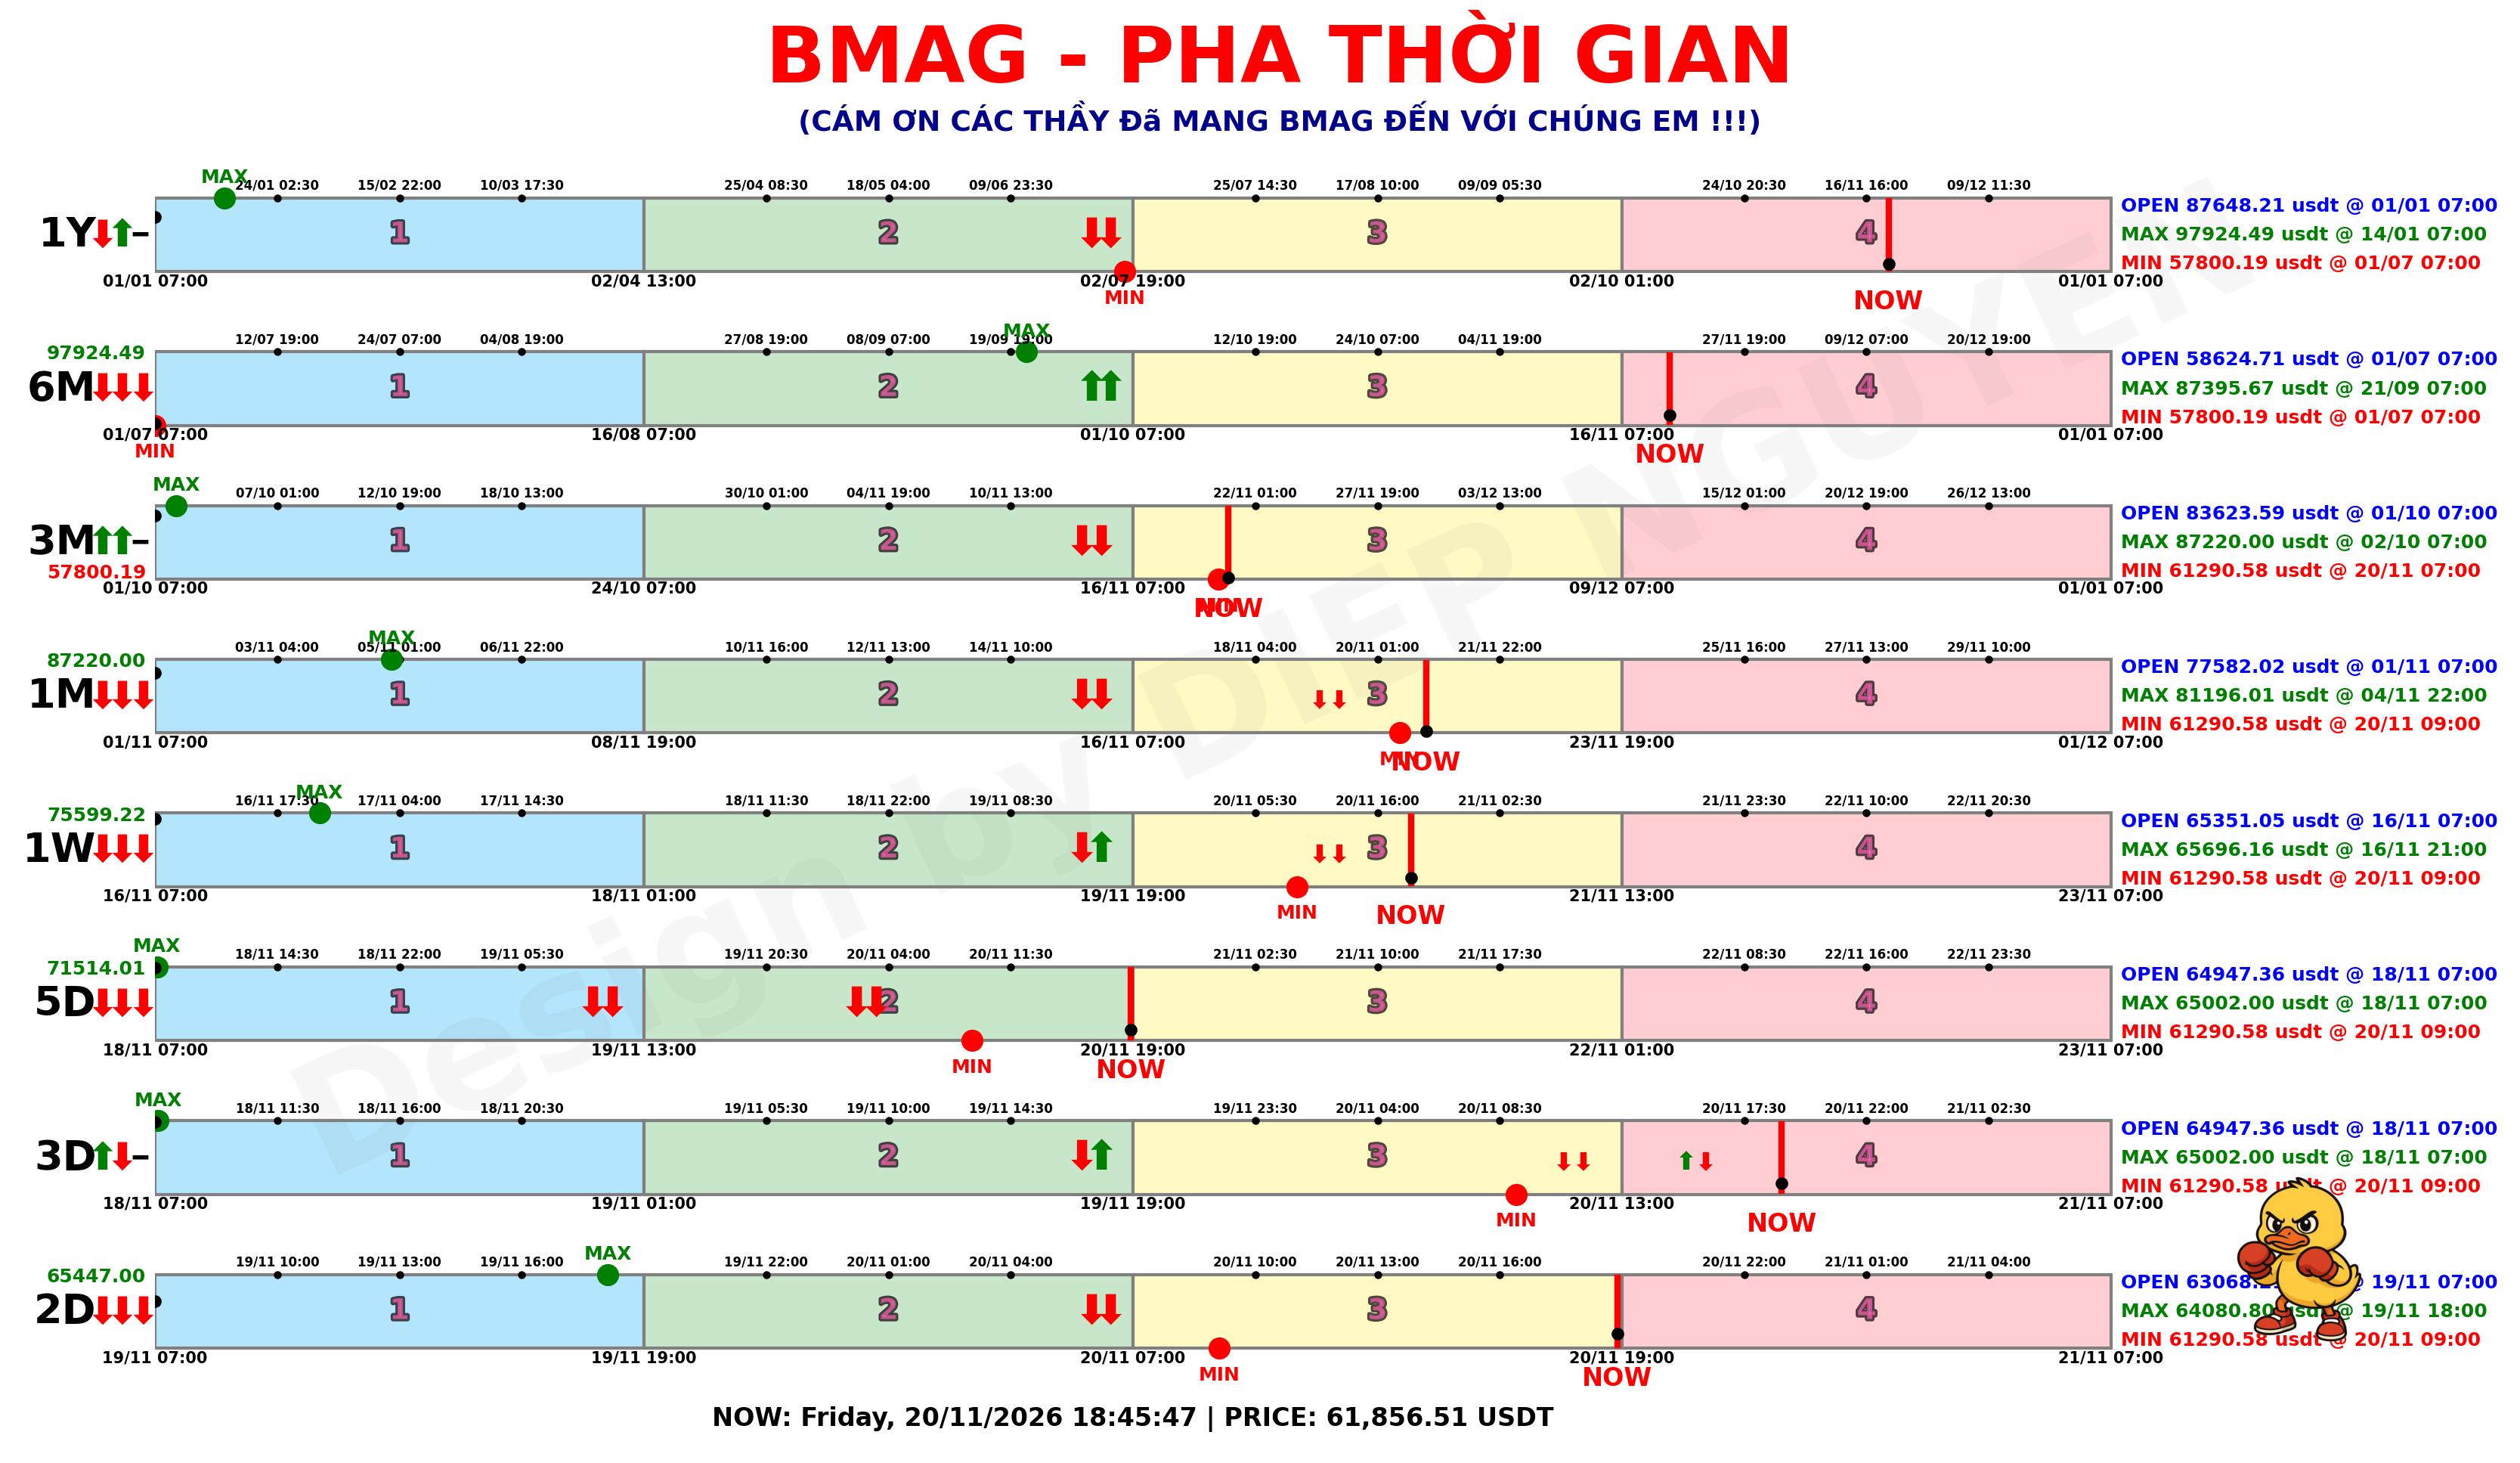 BMAG - PHA THỜI GIAN
(CÁM ƠN CÁC THẦY Đã MANG BMAG ĐẾN VỚI CHÚNG EM !!!)
MAX
24/01 02:30 15/02 22:00 10/03 17:30 25/04 08:30 18/05 04:00 09/06 23:30 25/07 14:30 17/08 10:00 09/09 05:30 24/10 20:30 16/11 16:00 09/12 11:30
OPEN 87648.21 usdt @ 01/01 07:00
1Y 1 2 3 4
MAX 97924.49 usdt @ 14/01 07:00
MIN 57800.19 usdt @ 01/07 07:00
01/01 07:00 02/04 13:00 02/07 19:00 02/10 01:00 01/01 07:00
MIN NOW
MAX
12/07 19:00 24/07 07:00 04/08 19:00 27/08 19:00 08/09 07:00 19/09 19:00 12/10 19:00 24/10 07:00 04/11 19:00 27/11 19:00 09/12 07:00 20/12 19:00
97924.49 OPEN 58624.71 usdt @ 01/07 07:00
6M 1 2 3 4
MAX 87395.67 usdt @ 21/09 07:00
MIN 57800.19 usdt @ 01/07 07:00
01/07 07:00 16/08 07:00 01/10 07:00 16/11 07:00 01/01 07:00
MIN NOW
MAX
07/10 01:00 12/10 19:00 18/10 13:00 30/10 01:00 04/11 19:00 10/11 13:00 22/11 01:00 27/11 19:00 03/12 13:00 15/12 01:00 20/12 19:00 26/12 13:00
OPEN 83623.59 usdt @ 01/10 07:00
3M 1 2 3 4
MAX 87220.00 usdt @ 02/10 07:00
57800.19 MIN 61290.58 usdt @ 20/11 07:00
01/10 07:00 24/10 07:00 16/11 07:00 09/12 07:00 01/01 07:00
MIN NOW
MAX
03/11 04:00 05/11 01:00 06/11 22:00 10/11 16:00 12/11 13:00 14/11 10:00 18/11 04:00 20/11 01:00 21/11 22:00 25/11 16:00 27/11 13:00 29/11 10:00
87220.00 OPEN 77582.02 usdt @ 01/11 07:00
1M 1 2 3 4
MAX 81196.01 usdt @ 04/11 22:00
MIN 61290.58 usdt @ 20/11 09:00
01/11 07:00 08/11 19:00 16/11 07:00 23/11 19:00 01/12 07:00
MIN NOW
MAX
16/11 17:30 17/11 04:00 17/11 14:30 18/11 11:30 18/11 22:00 19/11 08:30 20/11 05:30 20/11 16:00 21/11 02:30 21/11 23:30 22/11 10:00 22/11 20:30
75599.22 OPEN 65351.05 usdt @ 16/11 07:00
1W 1 2 3 4
MAX 65696.16 usdt @ 16/11 21:00
MIN 61290.58 usdt @ 20/11 09:00
16/11 07:00 18/11 01:00 19/11 19:00 21/11 13:00 23/11 07:00
MIN NOW
MAX
18/11 14:30 18/11 22:00 19/11 05:30 19/11 20:30 20/11 04:00 20/11 11:30 21/11 02:30 21/11 10:00 21/11 17:30 22/11 08:30 22/11 16:00 22/11 23:30
71514.01 OPEN 64947.36 usdt @ 18/11 07:00
5D 1 2 3 4
MAX 65002.00 usdt @ 18/11 07:00
MIN 61290.58 usdt @ 20/11 09:00
18/11 07:00 19/11 13:00 20/11 19:00 22/11 01:00 23/11 07:00
MIN NOW
MAX
18/11 11:30 18/11 16:00 18/11 20:30 19/11 05:30 19/11 10:00 19/11 14:30 19/11 23:30 20/11 04:00 20/11 08:30 20/11 17:30 20/11 22:00 21/11 02:30
OPEN 64947.36 usdt @ 18/11 07:00
3D 1 2 3 4
MAX 65002.00 usdt @ 18/11 07:00
MIN 61290.58 usdt @ 20/11 09:00
18/11 07:00 19/11 01:00 19/11 19:00 20/11 13:00 21/11 07:00
MIN NOW
MAX
19/11 10:00 19/11 13:00 19/11 16:00 19/11 22:00 20/11 01:00 20/11 04:00 20/11 10:00 20/11 13:00 20/11 16:00 20/11 22:00 21/11 01:00 21/11 04:00
65447.00 OPEN @ 19/11 07:00
2D 1 2 3 4
MAX 64080.80 usdt @ 19/11 18:00
MIN 61290.58 usdt @ 20/11 09:00
19/11 07:00 19/11 19:00 20/11 07:00 20/11 19:00 21/11 07:00
MIN NOW
NOW: Friday, 20/11/2026 18:45:47 | PRICE: 61,856.51 USDT
Design by DIEP NGUYEN